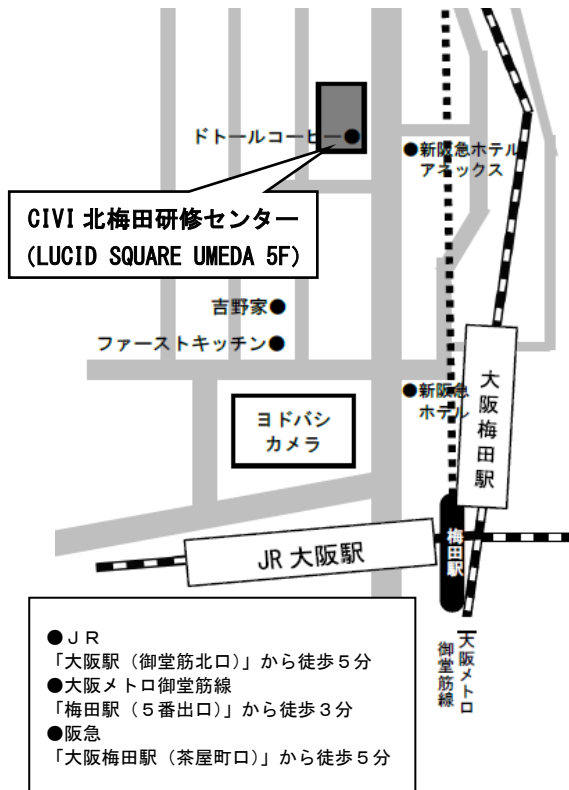 ドトールコーヒー●
●新阪急ホテル
アネックス
CIVI 北梅田研修センター
(LUCID SQUARE UMEDA 5F)
吉野家●
ファーストキッチン●
●新阪急
ホテル
ヨドバシ
カメラ
大阪梅田駅
JR 大阪駅
梅田駅
大阪メトロ
御堂筋線
●ＪＲ
「大阪駅（御堂筋北口）」から徒歩５分
●大阪メトロ御堂筋線
「梅田駅（５番出口）」から徒歩３分
●阪急
「大阪梅田駅（茶屋町口）」から徒歩５分